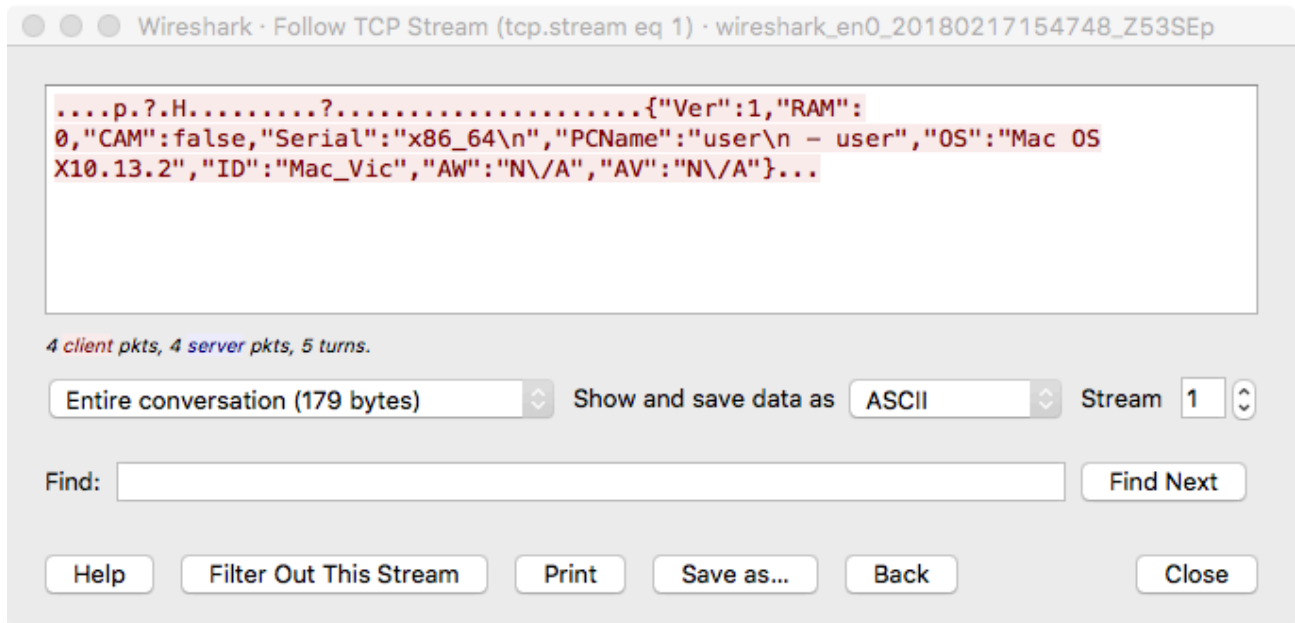 Wireshark · Follow TCP Stream (tcp.stream eq 1) · wireshark_en0_20180217154748_Z53SEp
....p.?.H.........?.....................{"Ver":1,"RAM":
0,"CAM":false,"Serial":"x86_64\n","PCName":"user\n – user","OS":"Mac OS
X10.13.2","ID":"Mac_Vic","AW":"N\/A","AV":"N\/A"}...
4 client pkts, 4 server pkts, 5 turns.
Entire conversation (179 bytes) Show and save data as ASCII Stream 1
Find: Find Next
Help Filter Out This Stream Print Save as... Back Close